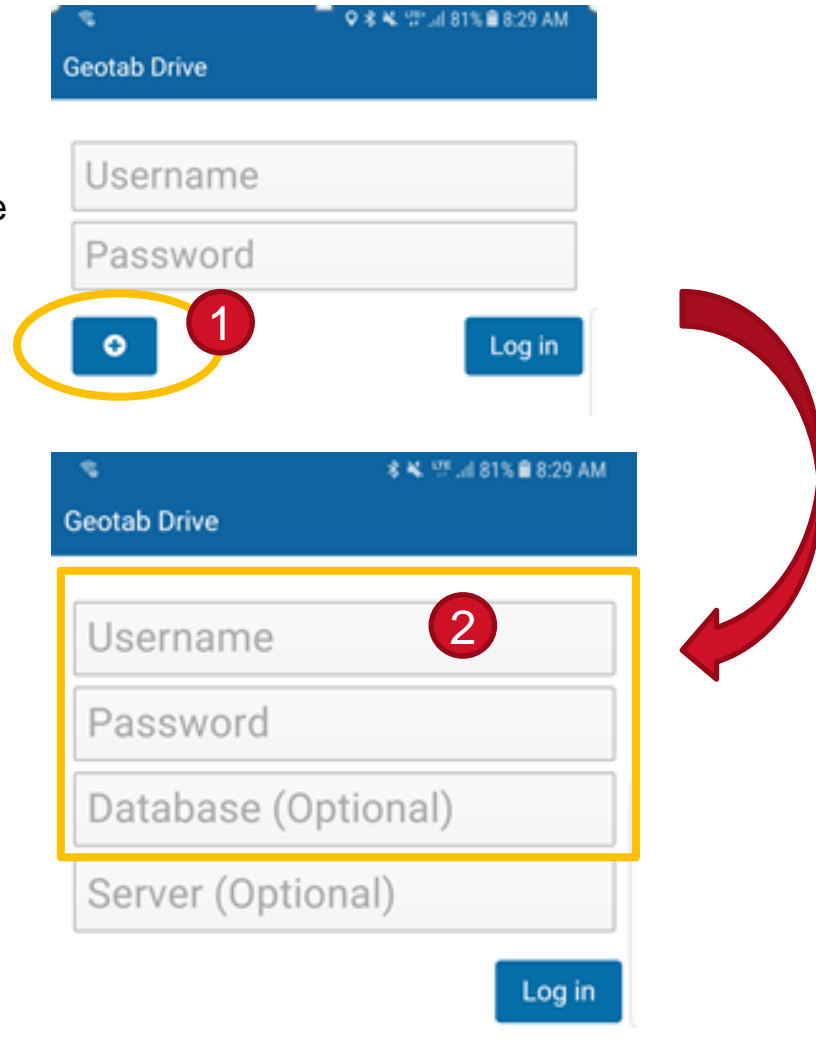 81% 8:29 AM
Geotab Drive
Username
e
Password
1
Log in
LTE 81% 8:29 AM
Geotab Drive
Username
2
Password
Database (Optional)
Server (Optional)
Log in